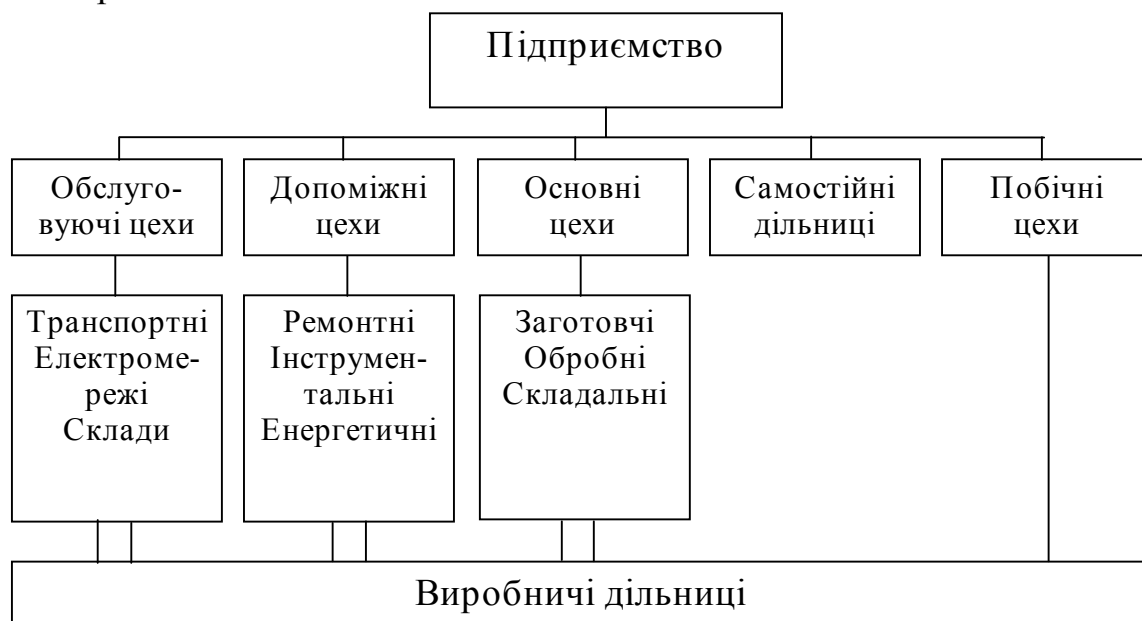 Підприємство
Обслуго-
вуючі цехи
Допоміжні
цехи
Основні
цехи
Самостійні
дільниці
Побічні
цехи
Транспортні
Електроме-
режі
Склади
Ремонтні
Інструмен-
тальні
Енергетичні
Заготовчі
Обробні
Складальні
Виробничі дільниці